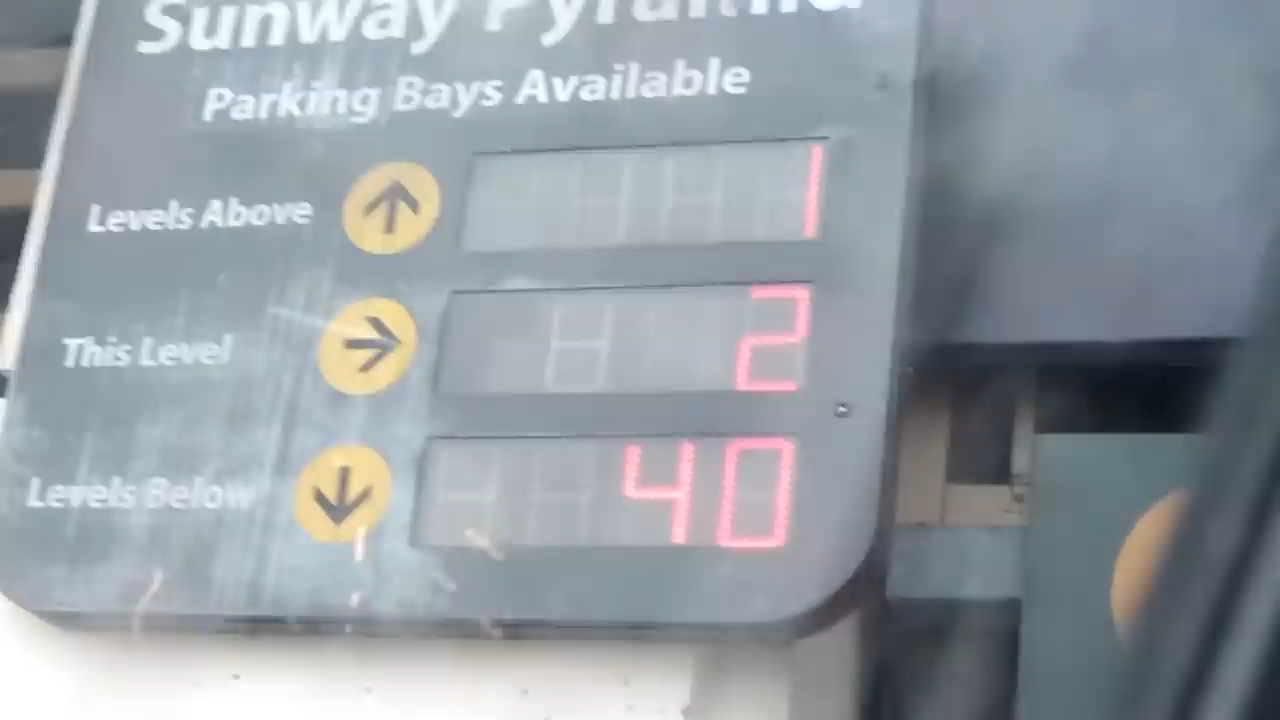 Sunway Pyramid
Parking Bays Available
Levels Above 1
This Level 2
Levels Below 40